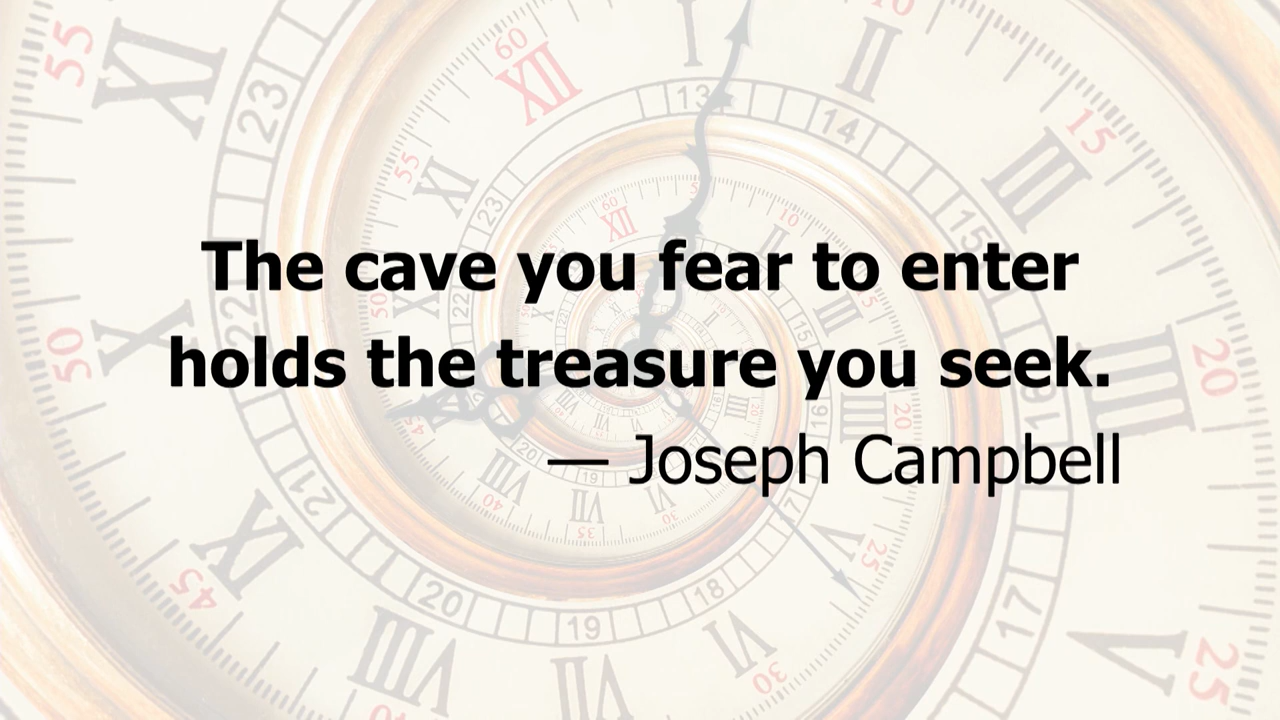 The cave you fear to enter
holds the treasure you seek.
— Joseph Campbell